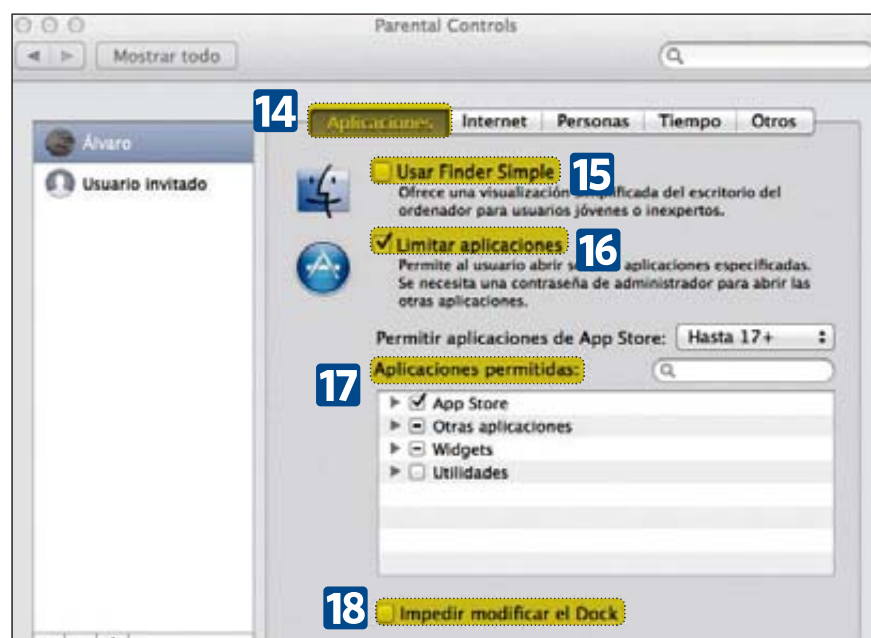 Parental Controls
Mostrar todo
14 Aplicaciones Internet Personas Tiempo Otros
Álvaro
Usuario invitado
Usar Finder Simple 15
Ofrece una visualización del escritorio del
ordenador para usuarios jóvenes o inexpertos.
Limitar aplicaciones 16
Permite al usuario abrir aplicaciones especificadas.
Se necesita una contraseña de administrador para abrir las
otras aplicaciones.
Permitir aplicaciones de App Store: Hasta 17+
17 Aplicaciones permitidas:
App Store
Otras aplicaciones
Widgets
Utilidades
18 Impedir modificar el Dock